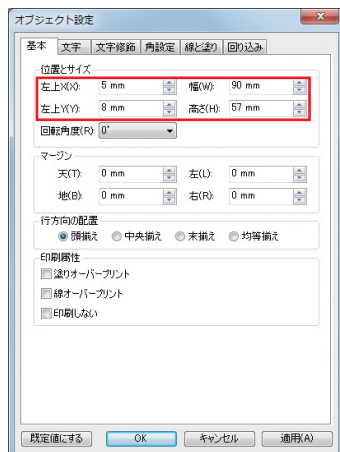 オブジェクト設定
基本 文字 文字修飾 角設定 線と塗り 回り込み
位置とサイズ
左上X(X): 5 mm 幅(W): 90 mm
左上Y(Y): 8 mm 高さ(H): 57 mm
回転角度(R): 0°
マージン
天(T): 0 mm 左(L): 0 mm
地(B): 0 mm 右(R): 0 mm
行方向の配置
頭揃え 中央揃え 末揃え 均等揃え
印刷属性
塗りオーバープリント
線オーバープリント
印刷しない
既定値にする OK キャンセル 適用(A)